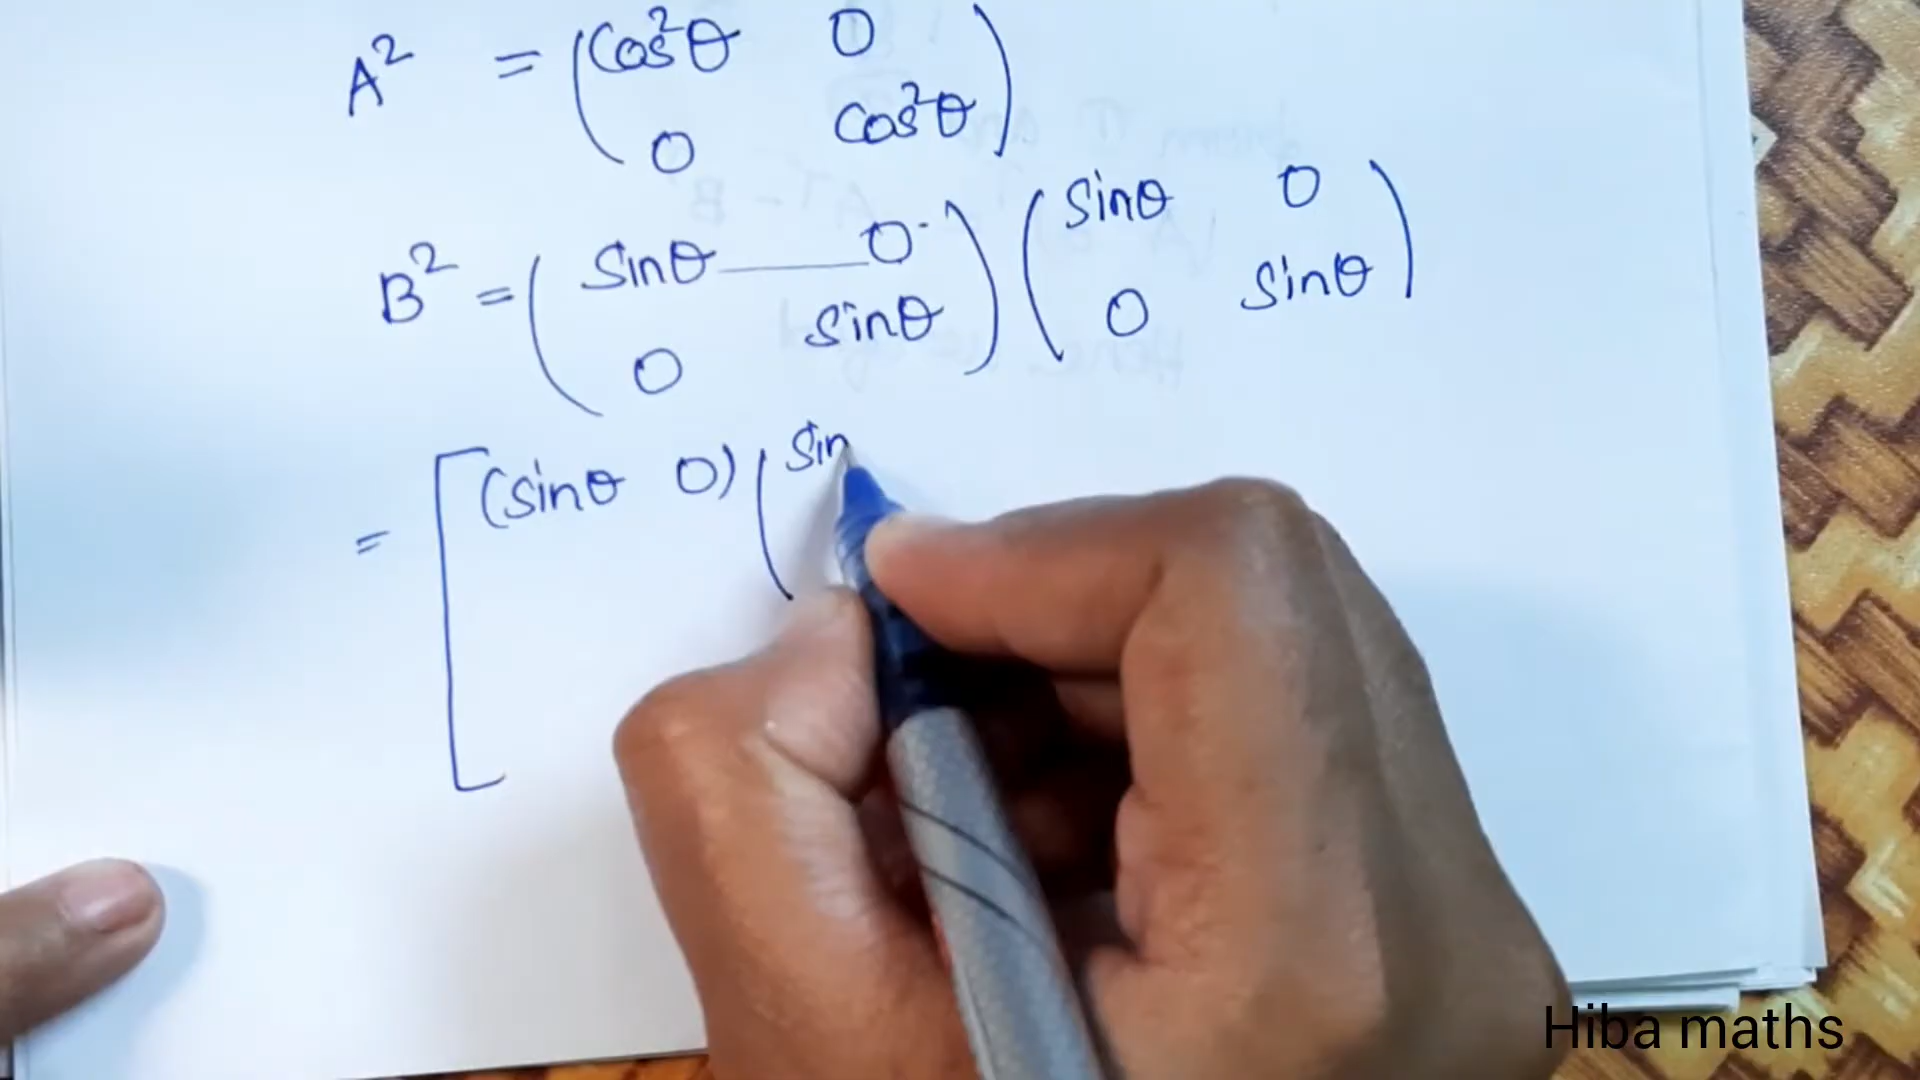 A² = (cos²θ 0
0 cos²θ)
B² = (sinθ 0
0 sinθ) (sinθ 0
0 sinθ)
= [(sinθ 0) (sin
Hiba maths